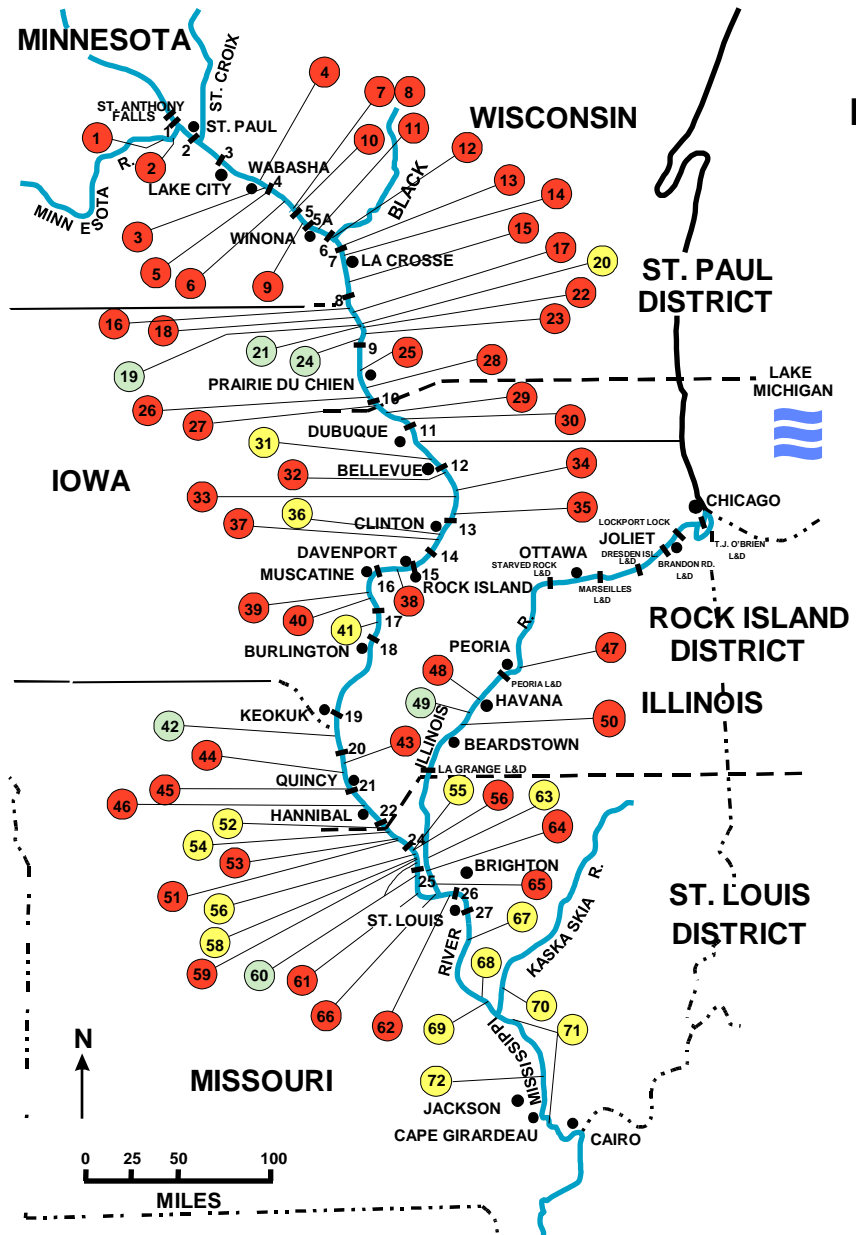 MINNESOTA
ST. CROIX
4
7
8
ST. ANTHONY
FALLS
WISCONSIN
1
1
ST. PAUL
10
11
2
2
R.
3
12
WABASHA
LAKE CITY
4
BLACK
13
MINN E SOTA
14
3
5
5A
WINONA
15
5
6
17
6
9
7
LA CROSSE
20
ST. PAUL
DISTRICT
8
22
16
18
23
21
24
9
25
19
28
PRAIRIE DU CHIEN
LAKE
MICHIGAN
26
10
29
27
11
30
DUBUQUE
31
BELLEVUE
12
34
32
IOWA
33
36
35
CHICAGO
37
CLINTON
13
LOCKPORT LOCK
JOLIET
T.J. O'BRIEN
L&D
14
DAVENPORT
OTTAWA
DRESDEN ISL.
L&D
STARVED ROCK
L&D
BRANDON RD.
L&D
MUSCATINE
15
ROCK ISLAND
MARSEILLES
L&D
16
38
39
40
17
R.
ROCK ISLAND
DISTRICT
41
18
BURLINGTON
PEORIA
47
48
PEORIA L&D
49
HAVANA
ILLINOIS
KEOKUK
19
50
42
ILLINOIS
43
BEARDSTOWN
44
20
LA GRANGE L&D
QUINCY
21
45
55
56
63
46
HANNIBAL
22
52
64
54
24
53
BRIGHTON
51
25
65
R.
56
26
ST. LOUIS
DISTRICT
ST. LOUIS
27
67
58
KASKA SKIA
59
RIVER
60
61
68
66
62
70
69
71
N
MISSISSIPPI
MISSOURI
72
JACKSON
CAPE GIRARDEAU
CAIRO
0
25
50
100
MILES